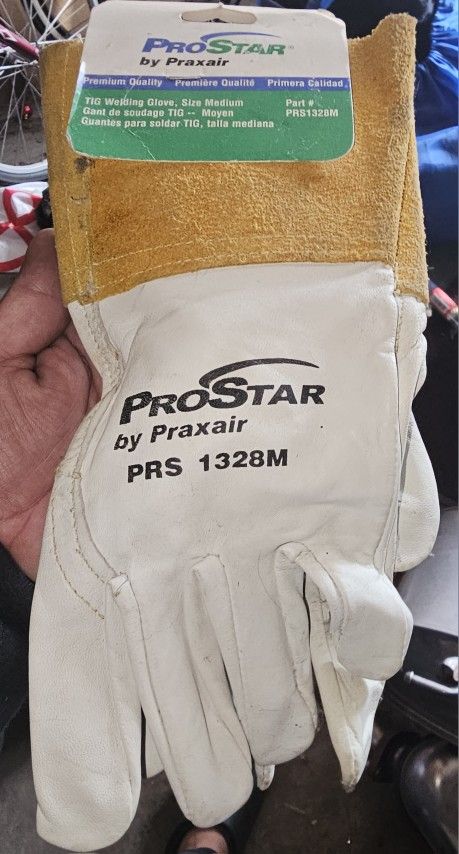 PROSTAR®
by Praxair
Premium Quality Première Qualité Primera Calidad
TIG Welding Glove, Size Medium Part #
Gant de soudage TIG -- Moyen PRS1328M
Guantes para soldar TIG, talla mediana
PROSTAR
by Praxair
PRS 1328M